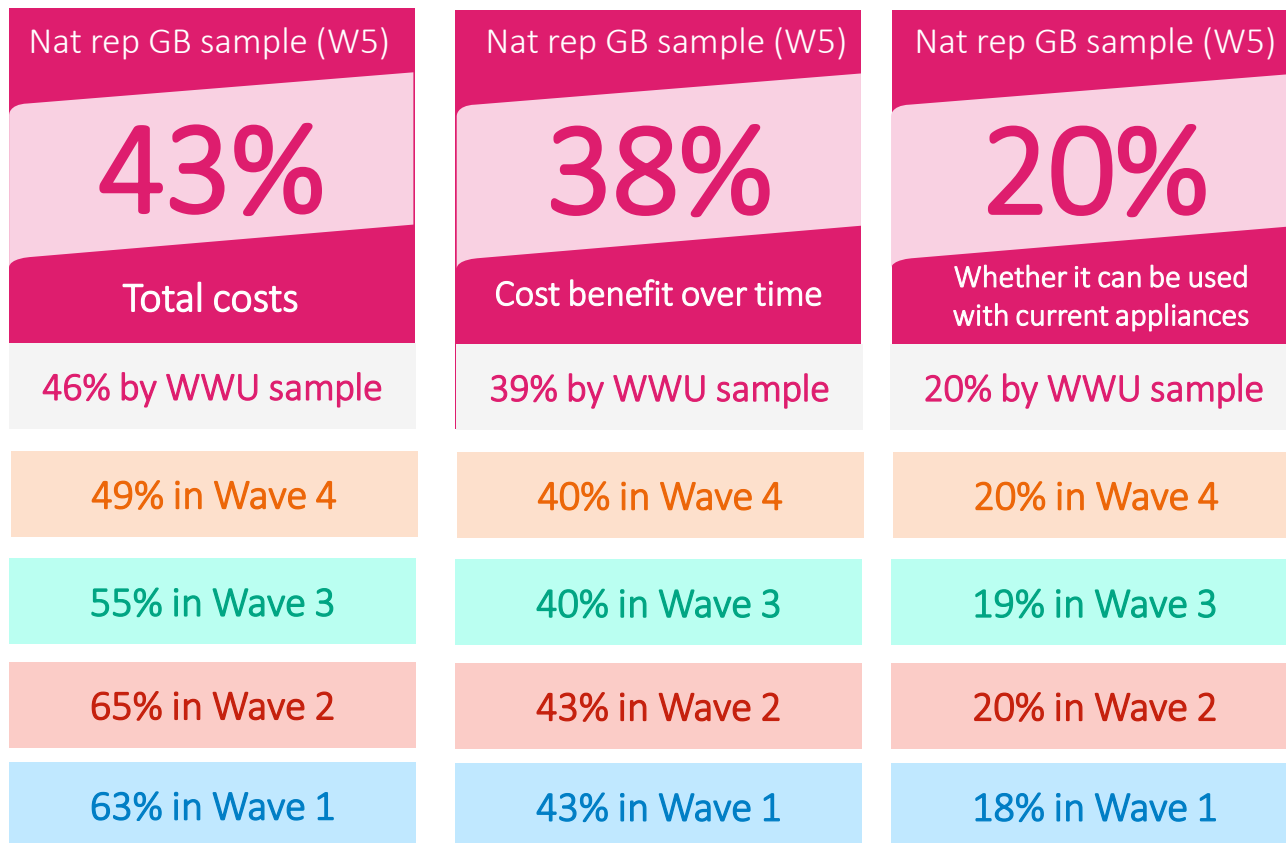 Nat rep GB sample (W5)
43%
Total costs
46% by WWU sample
49% in Wave 4
55% in Wave 3
65% in Wave 2
63% in Wave 1
Nat rep GB sample (W5)
38%
Cost benefit over time
39% by WWU sample
40% in Wave 4
40% in Wave 3
43% in Wave 2
43% in Wave 1
Nat rep GB sample (W5)
20%
Whether it can be used
with current appliances
20% by WWU sample
20% in Wave 4
19% in Wave 3
20% in Wave 2
18% in Wave 1